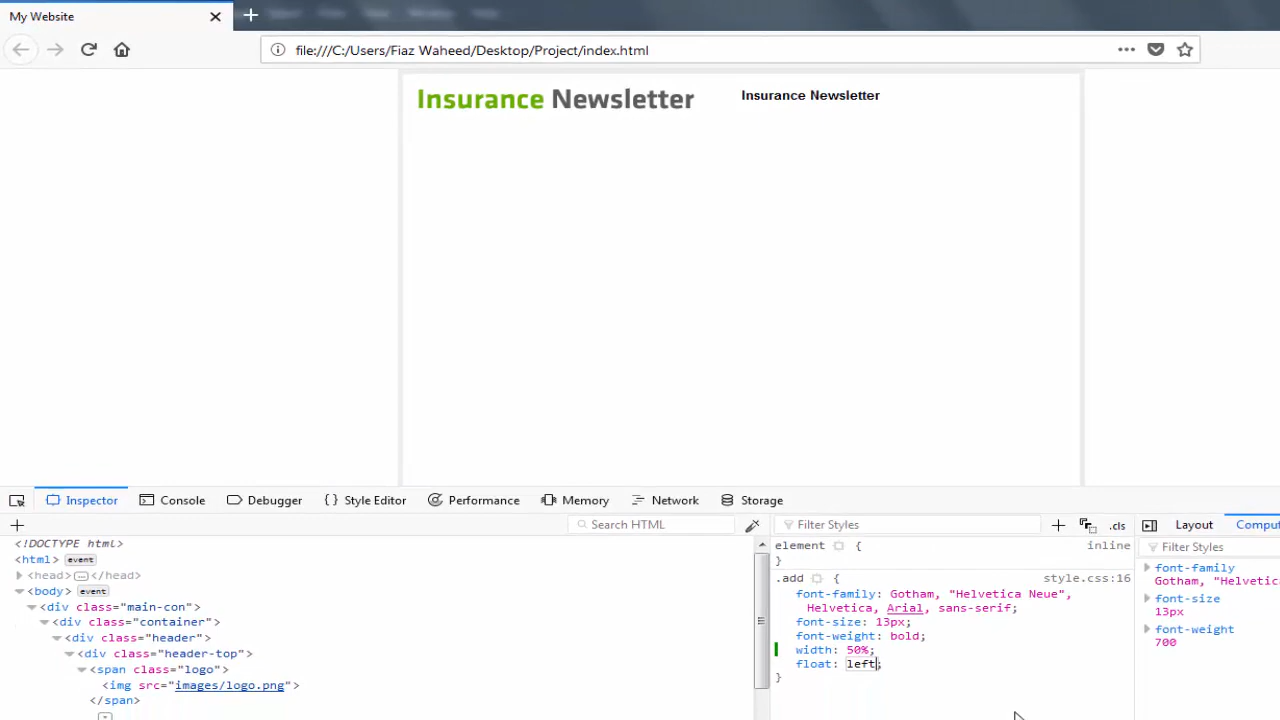 My Website
file:///C:/Users/Fiaz Waheed/Desktop/Project/index.html
Insurance Newsletter
Insurance Newsletter
Inspector Console Debugger { } Style Editor Performance Memory Network Storage
Search HTML
Filter Styles
.cls
Layout Comput
<!DOCTYPE html>
<html> event
<head> </head>
<body> event
<div class="main-con">
<div class="container">
<div class="header">
<div class="header-top">
<span class="logo">
<img src="images/logo.png">
</span>
element { inline
}
.add { style.css:16
font-family: Gotham, "Helvetica Neue",
Helvetica, Arial, sans-serif;
font-size: 13px;
font-weight: bold;
width: 50%;
float: left;
}
Filter Styles
font-family
Gotham, "Helvetica
font-size
13px
font-weight
700